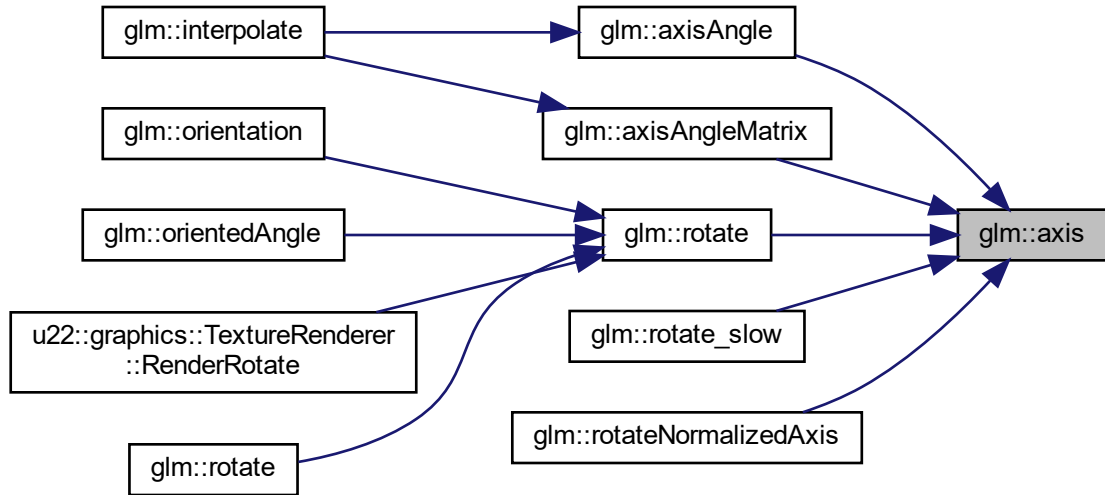 glm::interpolate
glm::axisAngle
glm::orientation
glm::axisAngleMatrix
glm::orientedAngle
glm::rotate
glm::axis
u22::graphics::TextureRenderer
::RenderRotate
glm::rotate_slow
glm::rotateNormalizedAxis
glm::rotate